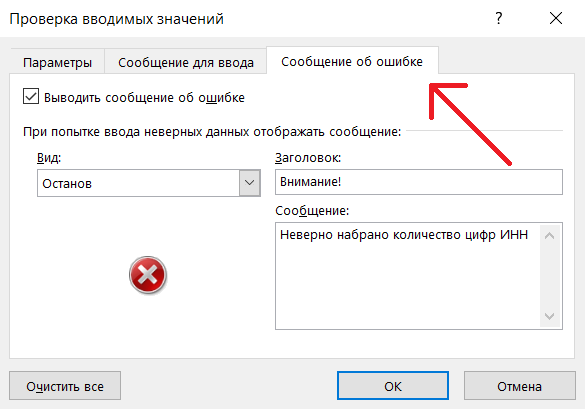 Проверка вводимых значений
Параметры
Сообщение для ввода
Сообщение об ошибке
Выводить сообщение об ошибке
При попытке ввода неверных данных отображать сообщение:
Вид:
Заголовок:
Останов
Внимание!
Сообщение:
Неверно набрано количество цифр ИНН
Очистить все
ОК
Отмена